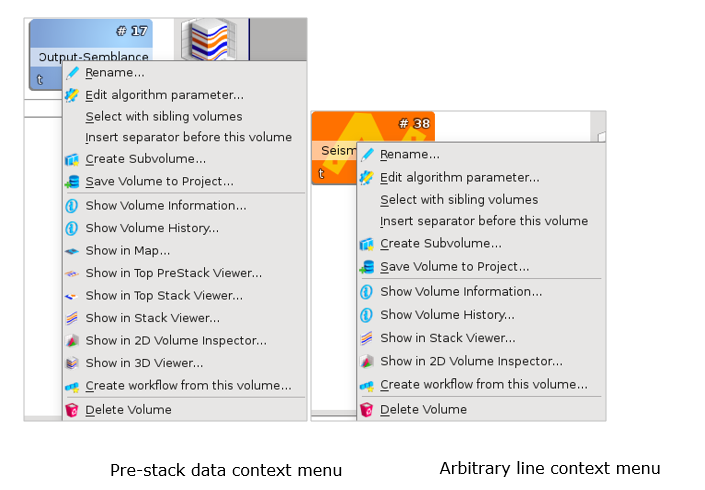 # 17
Output-Semblance
t
Rename...
Edit algorithm parameter...
Select with sibling volumes
Insert separator before this volume
Create Subvolume...
Save Volume to Project...
Show Volume Information...
Show Volume History...
Show in Map...
Show in Top PreStack Viewer...
Show in Top Stack Viewer...
Show in Stack Viewer...
Show in 2D Volume Inspector...
Show in 3D Viewer...
Create workflow from this volume...
Delete Volume
# 38
Seism
t
Rename...
Edit algorithm parameter...
Select with sibling volumes
Insert separator before this volume
Create Subvolume...
Save Volume to Project...
Show Volume Information...
Show Volume History...
Show in Stack Viewer...
Show in 2D Volume Inspector...
Create workflow from this volume...
Delete Volume
Pre-stack data context menu
Arbitrary line context menu